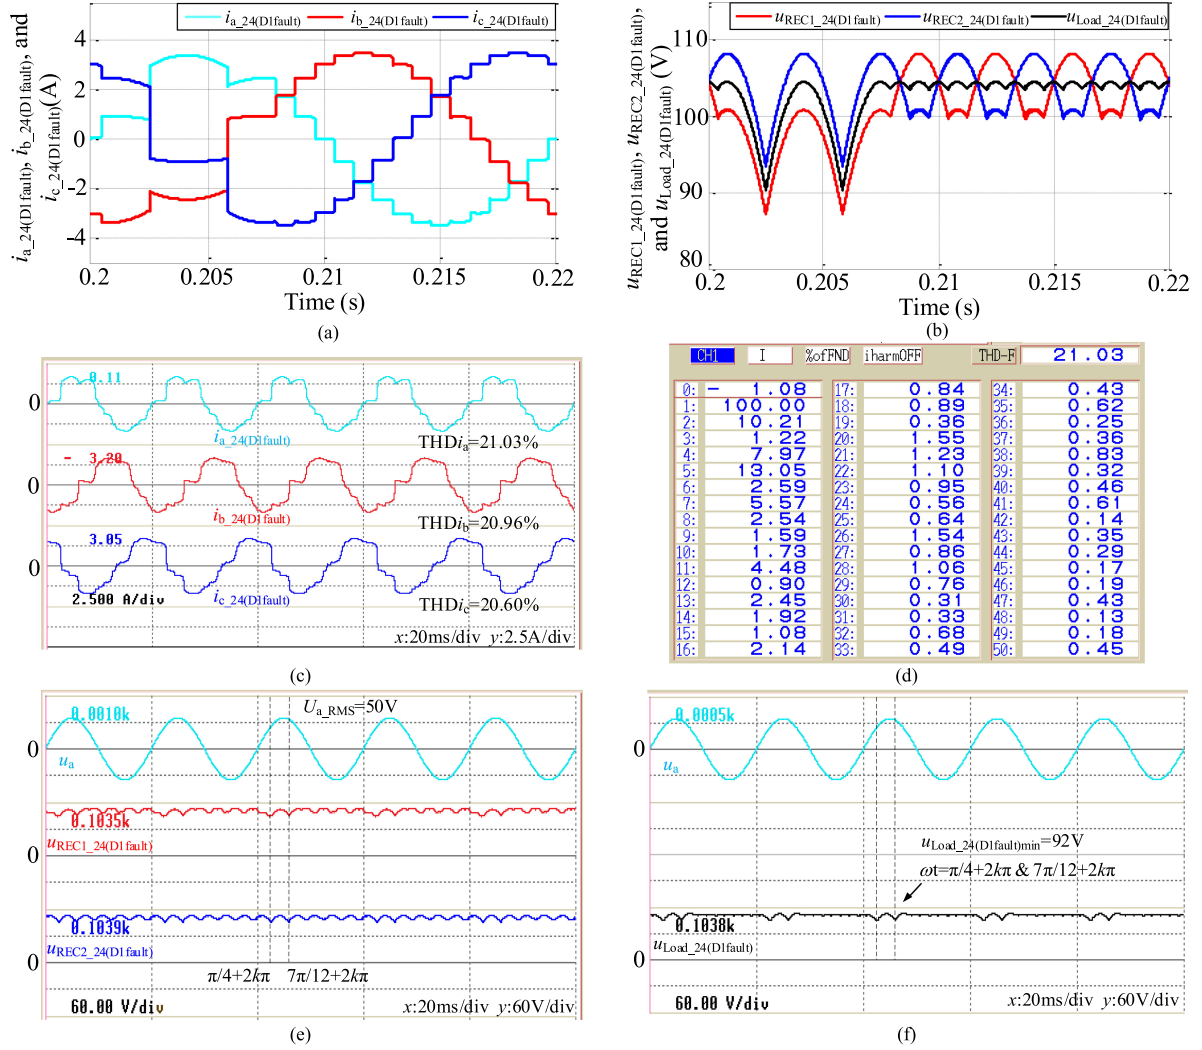 i_a_24(D1fault) i_b_24(D1fault) i_c_24(D1fault)
i_a_24(D1fault), i_b_24(D1fault), and
i_c_24(D1fault)(A)
4
2
0
-2
-4
0.2 0.205 0.21 0.215 0.22
Time (s)
(a)
u_REC1_24(D1fault) u_REC2_24(D1fault) u_Load_24(D1fault)
u_REC1_24(D1fault), u_REC2_24(D1fault),
and u_Load_24(D1fault) (V)
110
100
90
80
0.2 0.205 0.21 0.215 0.22
Time (s)
(b)
0.11
0
i_a_24(D1fault)
THDi_a=21.03%
- 3.20
0
i_b_24(D1fault)
THDi_b=20.96%
3.05
0
2.500 A/div
i_c_24(D1fault)
THDi_c=20.60%
x:20ms/div y:2.5A/div
(c)
CH1 I %ofFND iharmOFF THD-F 21.03
0: - 1.08 17: 0.84 34: 0.43
1: 100.00 18: 0.89 35: 0.62
2: 10.21 19: 0.36 36: 0.25
3: 1.22 20: 1.55 37: 0.36
4: 7.97 21: 1.23 38: 0.83
5: 13.05 22: 1.10 39: 0.32
6: 2.59 23: 0.95 40: 0.46
7: 5.57 24: 0.56 41: 0.61
8: 2.54 25: 0.64 42: 0.14
9: 1.59 26: 1.54 43: 0.35
10: 1.73 27: 0.86 44: 0.29
11: 4.48 28: 1.06 45: 0.17
12: 0.90 29: 0.76 46: 0.19
13: 2.45 30: 0.31 47: 0.43
14: 1.92 31: 0.33 48: 0.13
15: 1.08 32: 0.68 49: 0.18
16: 2.14 33: 0.49 50: 0.45
(d)
0.0010k
U_a_RMS=50V
0
u_a
0.1035k
u_REC1_24(D1fault)
0
0.1039k
u_REC2_24(D1fault)
0
π/4+2kπ 7π/12+2kπ
60.00 V/div
x:20ms/div y:60V/div
(e)
0.0005k
0
u_a
0
u_Load_24(D1fault)min=92V
ωt=π/4+2kπ & 7π/12+2kπ
0.1038k
u_Load_24(D1fault)
0
60.00 V/div
x:20ms/div y:60V/div
(f)